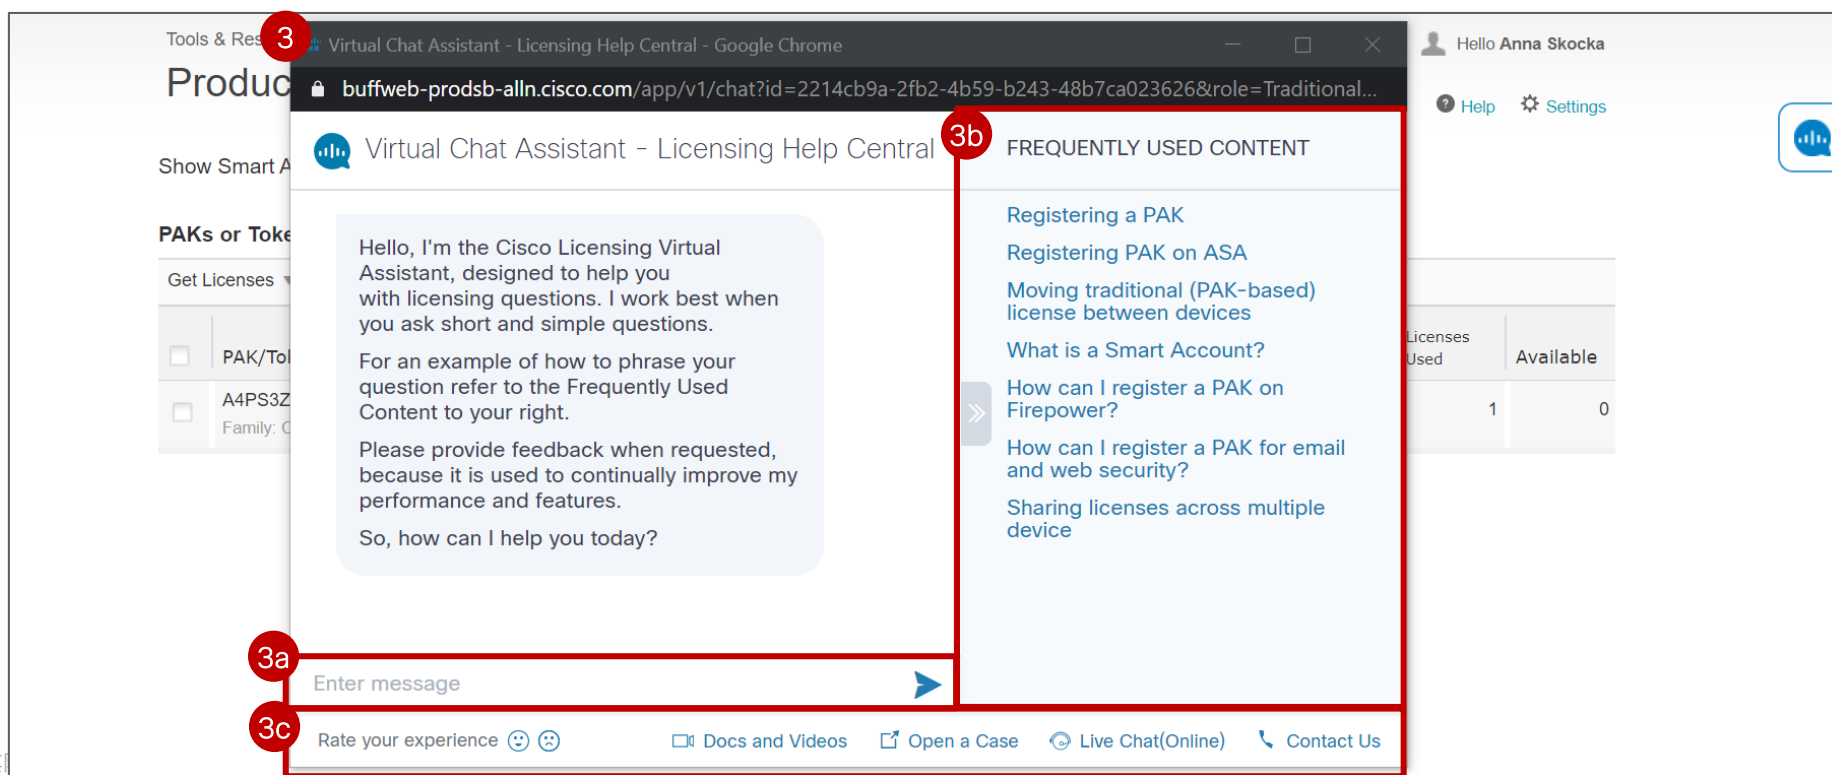 Tools & Res
3
Virtual Chat Assistant - Licensing Help Central - Google Chrome
Hello Anna Skocka
Produc
buffweb-prodsb-alln.cisco.com/app/v1/chat?id=2214cb9a-2fb2-4b59-b243-48b7ca023626&role=Traditional...
Help
Settings
Virtual Chat Assistant - Licensing Help Central
3b
FREQUENTLY USED CONTENT
Show Smart A
Registering a PAK
Registering PAK on ASA
Moving traditional (PAK-based)
license between devices
What is a Smart Account?
How can I register a PAK on
Firepower?
How can I register a PAK for email
and web security?
Sharing licenses across multiple
device
PAKs or Toke
Get Licenses
PAK/Tol
A4PS3Z
Family: C
Hello, I'm the Cisco Licensing Virtual
Assistant, designed to help you
with licensing questions. I work best when
you ask short and simple questions.
For an example of how to phrase your
question refer to the Frequently Used
Content to your right.
Please provide feedback when requested,
because it is used to continually improve my
performance and features.
So, how can I help you today?
Licenses
Used
Available
1
0
3a
Enter message
3c
Rate your experience
Docs and Videos
Open a Case
Live Chat(Online)
Contact Us